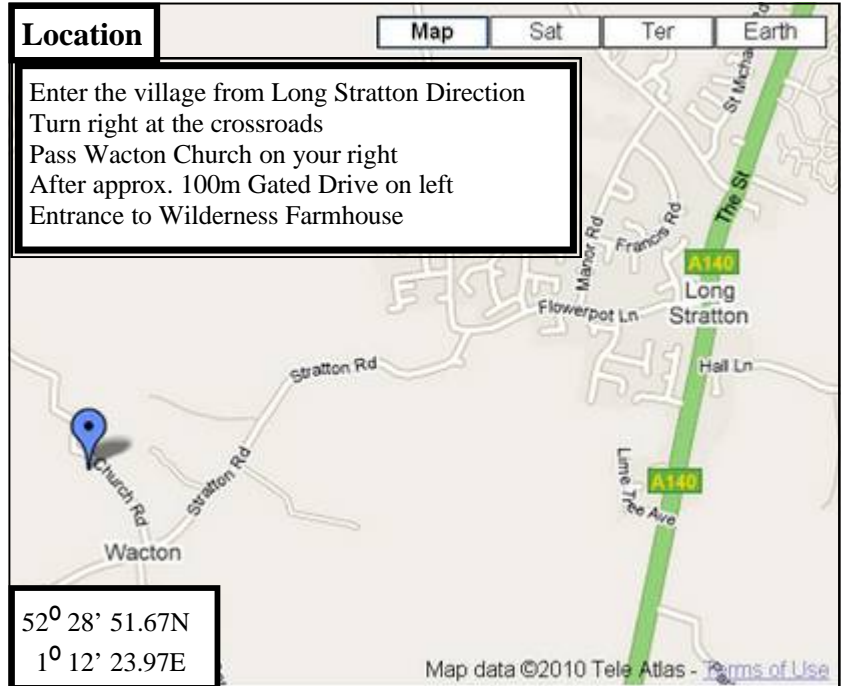 Location
Map Sat Ter Earth
Enter the village from Long Stratton Direction
Turn right at the crossroads
Pass Wacton Church on your right
After approx. 100m Gated Drive on left
Entrance to Wilderness Farmhouse
The St
Manor Rd
Francis Rd
A140
Long
Stratton
Flowerpot Ln
Hall Ln
Stratton Rd
Church Rd
Stratton Rd
Lime Tree Ave
A140
Wacton
52⁰ 28’ 51.67N
1⁰ 12’ 23.97E
Map data ©2010 Tele Atlas - Terms of Use